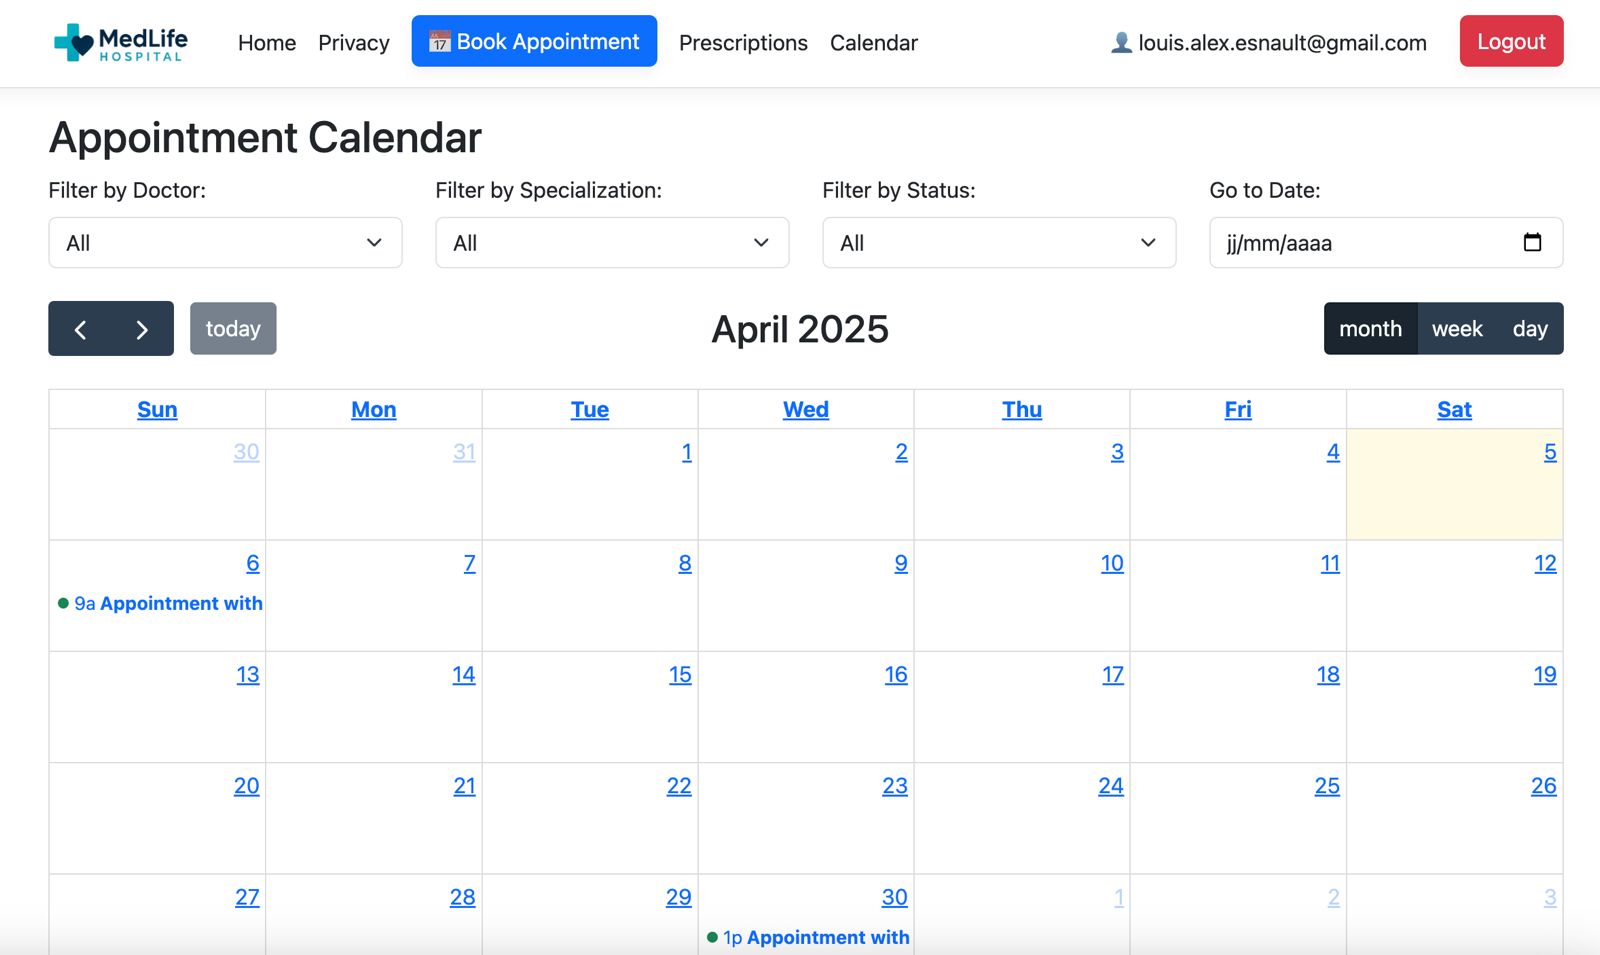 MedLife
HOSPITAL
Home Privacy 17 Book Appointment Prescriptions Calendar louis.alex.esnault@gmail.com Logout
Appointment Calendar
Filter by Doctor: Filter by Specialization: Filter by Status: Go to Date:
All All All jj/mm/aaaa
today April 2025 month week day
Sun Mon Tue Wed Thu Fri Sat
30 31 1 2 3 4 5
6 7 8 9 10 11 12
9a Appointment with
13 14 15 16 17 18 19
20 21 22 23 24 25 26
27 28 29 30 1 2 3
1p Appointment with